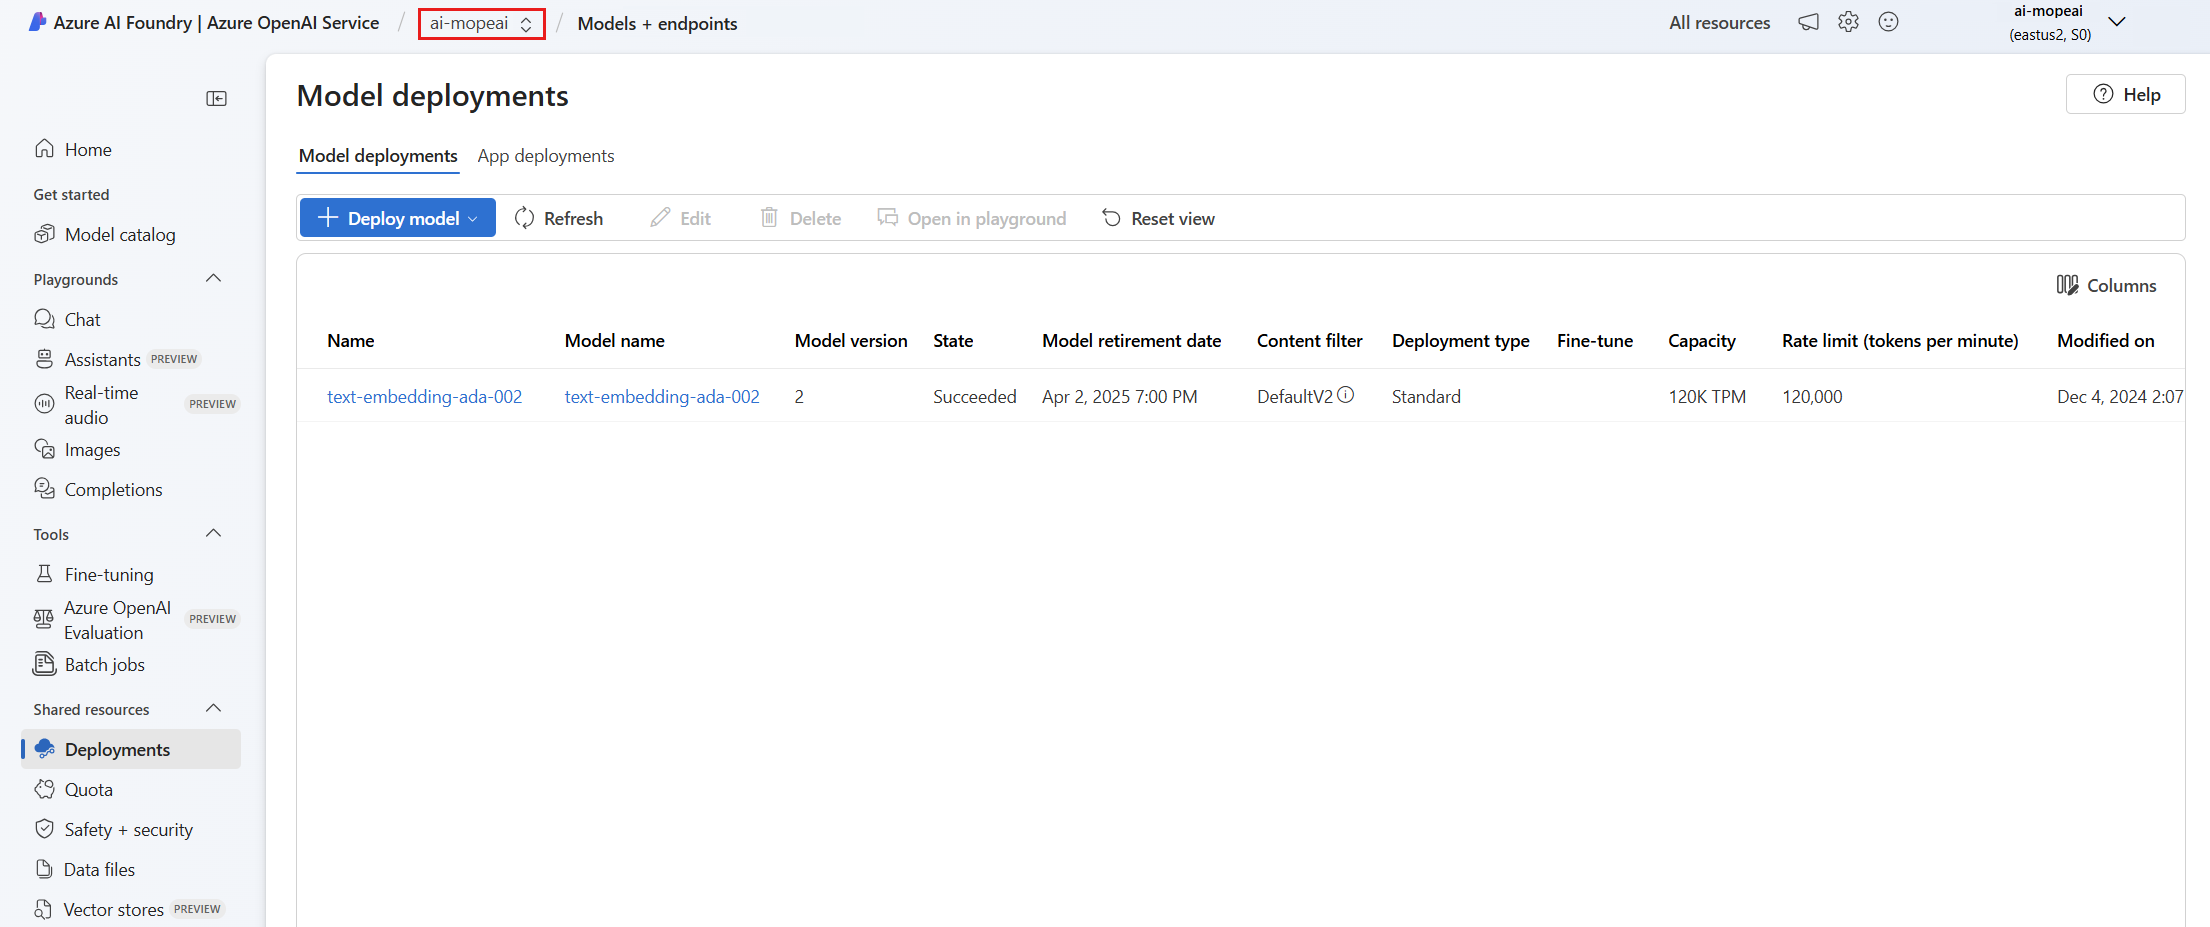 Azure AI Foundry | Azure OpenAI Service / ai-mopeai / Models + endpoints
All resources
ai-mopeai
(eastus2, S0)
Model deployments
Help
Model deployments App deployments
Deploy model Refresh Edit Delete Open in playground Reset view
Columns
Name Model name Model version State Model retirement date Content filter Deployment type Fine-tune Capacity Rate limit (tokens per minute) Modified on
text-embedding-ada-002 text-embedding-ada-002 2 Succeeded Apr 2, 2025 7:00 PM DefaultV2 Standard 120K TPM 120,000 Dec 4, 2024 2:07
Home
Get started
Model catalog
Playgrounds
Chat
Assistants PREVIEW
Real-time
audio PREVIEW
Images
Completions
Tools
Fine-tuning
Azure OpenAI
Evaluation PREVIEW
Batch jobs
Shared resources
Deployments
Quota
Safety + security
Data files
Vector stores PREVIEW